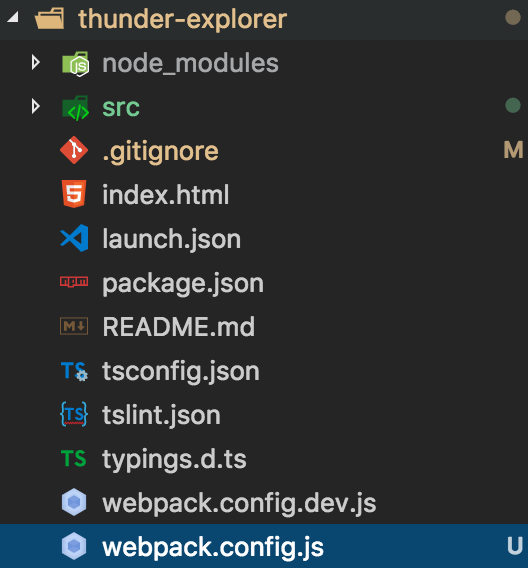 thunder-explorer
node_modules
src
.gitignore M
index.html
launch.json
package.json
README.md
tsconfig.json
tslint.json
typings.d.ts
webpack.config.dev.js
webpack.config.js U